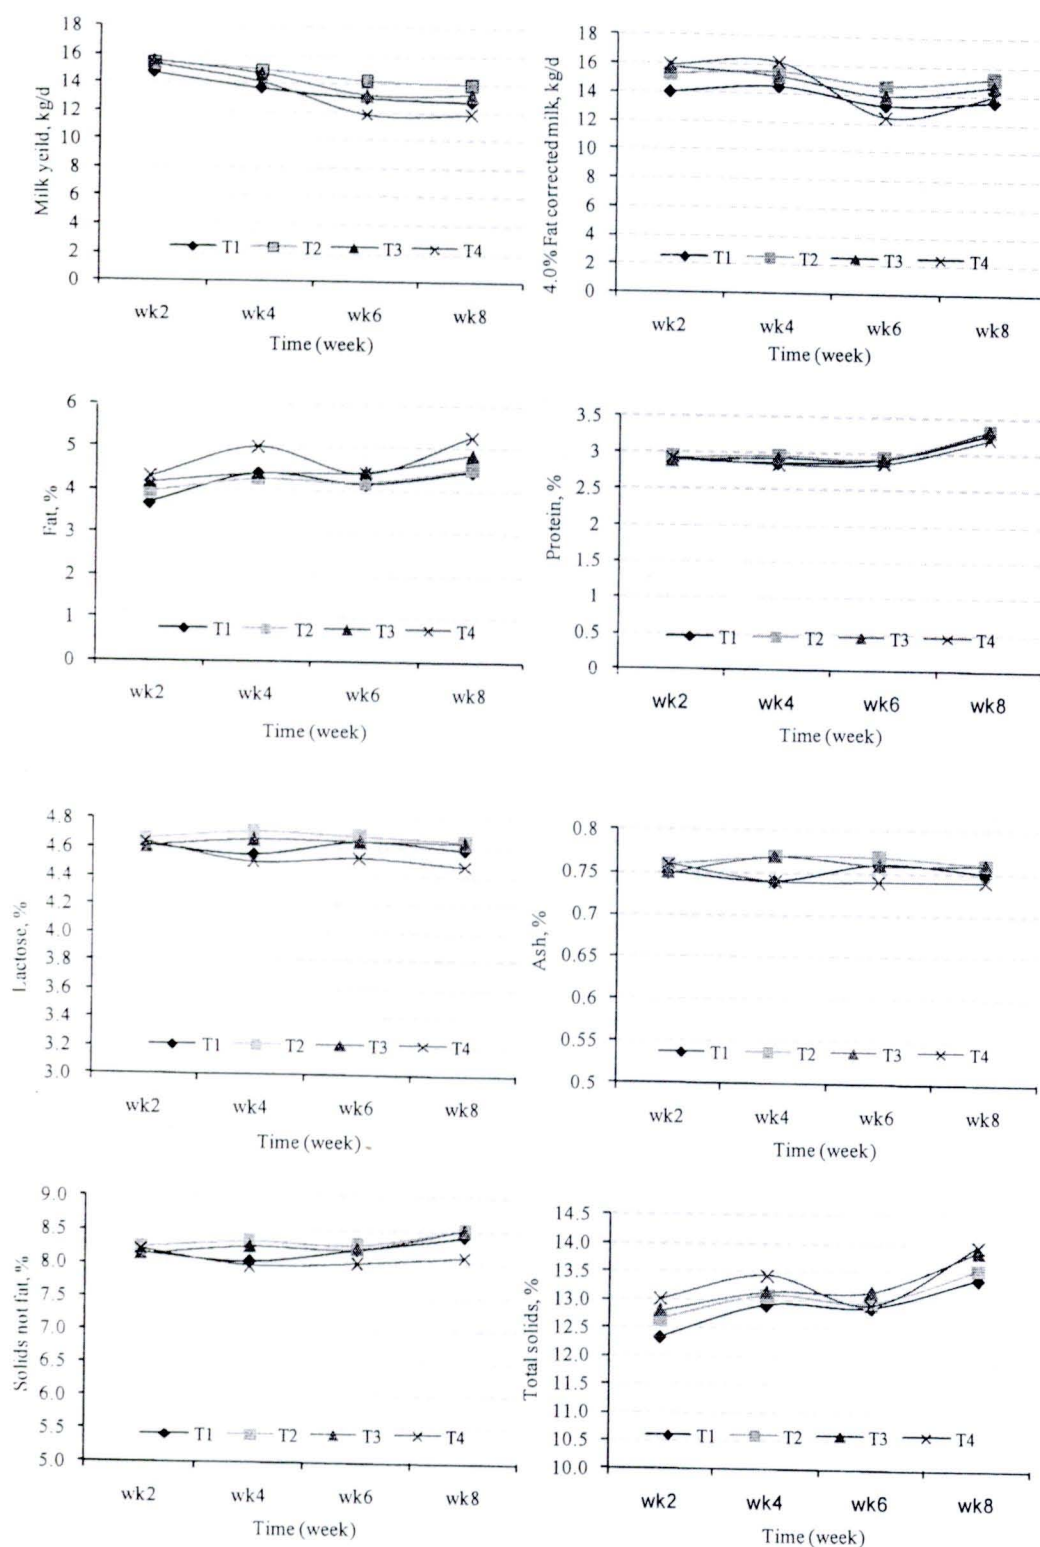 Milk yeild, kg/d
18
16
14
12
10
8
6
4
2
0
T1 T2 T3 T4
wk2 wk4 wk6 wk8
Time (week)
4.0% Fat corrected milk, kg/d
18
16
14
12
10
8
6
4
2
0
T1 T2 T3 T4
wk2 wk4 wk6 wk8
Time (week)
Fat, %
6
5
4
3
2
1
0
T1 T2 T3 T4
wk2 wk4 wk6 wk8
Time (week)
Protein, %
3.5
3
2.5
2
1.5
1
0.5
0
T1 T2 T3 T4
wk2 wk4 wk6 wk8
Time (week)
Lactose, %
4.8
4.6
4.4
4.2
4.0
3.8
3.6
3.4
3.2
3.0
T1 T2 T3 T4
wk2 wk4 wk6 wk8
Time (week)
Ash, %
0.8
0.75
0.7
0.65
0.6
0.55
0.5
T1 T2 T3 T4
wk2 wk4 wk6 wk8
Time (week)
Solids not fat, %
9.0
8.5
8.0
7.5
7.0
6.5
6.0
5.5
5.0
T1 T2 T3 T4
wk2 wk4 wk6 wk8
Time (week)
Total solids, %
14.5
14.0
13.5
13.0
12.5
12.0
11.5
11.0
10.5
10.0
T1 T2 T3 T4
wk2 wk4 wk6 wk8
Time (week)